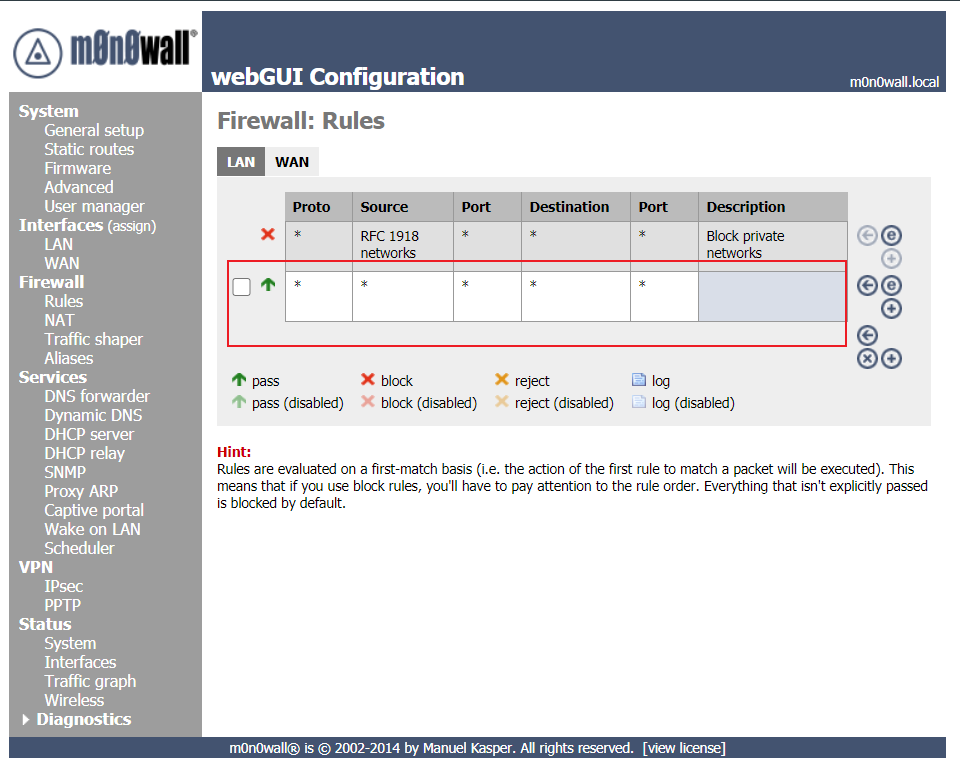 m0n0wall®
webGUI Configuration
m0n0wall.local
System
General setup
Static routes
Firmware
Advanced
User manager
Interfaces (assign)
LAN
WAN
Firewall
Rules
NAT
Traffic shaper
Aliases
Services
DNS forwarder
Dynamic DNS
DHCP server
DHCP relay
SNMP
Proxy ARP
Captive portal
Wake on LAN
Scheduler
VPN
IPsec
PPTP
Status
System
Interfaces
Traffic graph
Wireless
Diagnostics
Firewall: Rules
LAN WAN
Proto Source Port Destination Port Description
* RFC 1918 networks * * * Block private networks
* * * * *
pass block reject log
pass (disabled) block (disabled) reject (disabled) log (disabled)
Hint:
Rules are evaluated on a first-match basis (i.e. the action of the first rule to match a packet will be executed). This
means that if you use block rules, you'll have to pay attention to the rule order. Everything that isn't explicitly passed
is blocked by default.
m0n0wall® is © 2002-2014 by Manuel Kasper. All rights reserved. [view license]